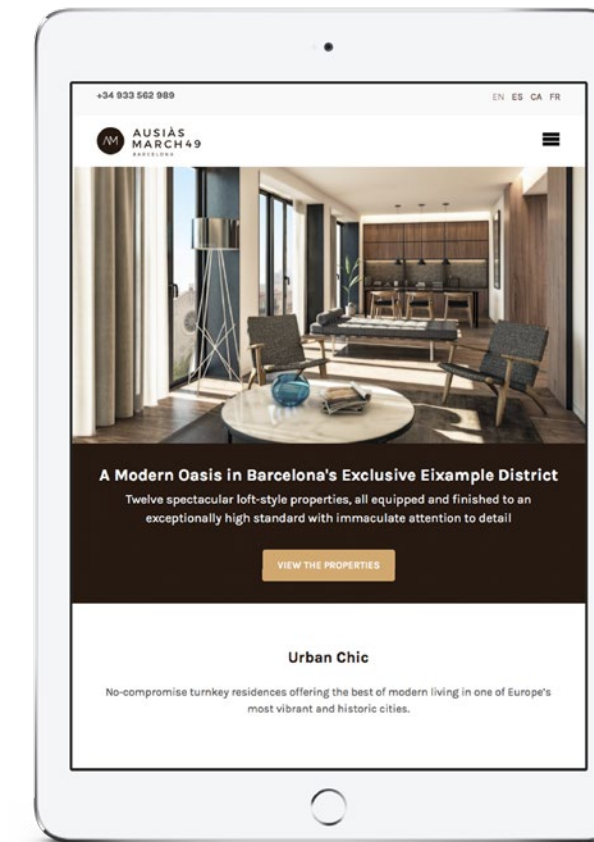 +34 933 562 989
EN ES CA FR
AM
AUSIÀS
MARCH49
BARCELONA
A Modern Oasis in Barcelona's Exclusive Eixample District
Twelve spectacular loft-style properties, all equipped and finished to an
exceptionally high standard with immaculate attention to detail
VIEW THE PROPERTIES
Urban Chic
No-compromise turnkey residences offering the best of modern living in one of Europe's
most vibrant and historic cities.